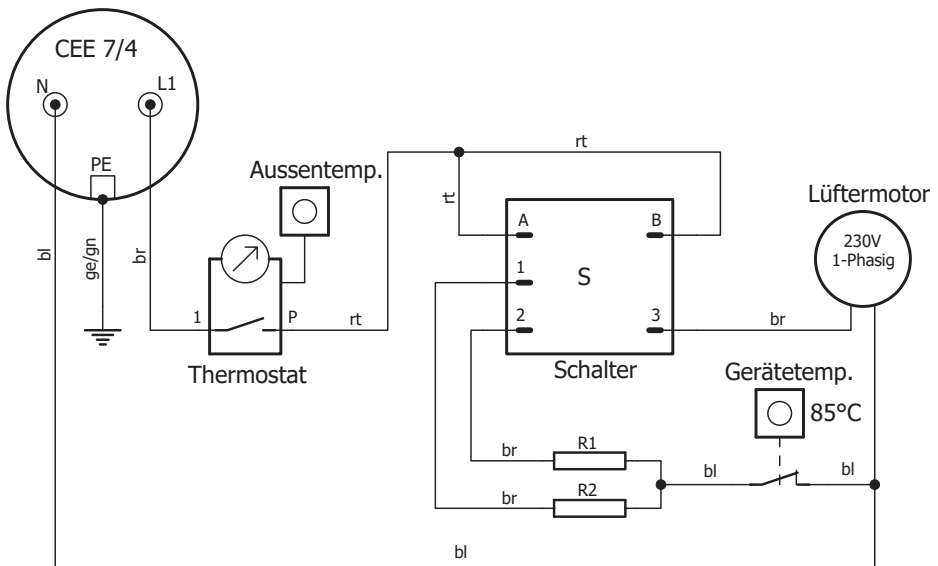 CEE 7/4
N
L1
PE
Aussentemp.
rt
rt
Lüftermotor
230V
1-Phasig
A
B
1
S
2
3
bl
ge/gn
br
1
P
rt
br
Thermostat
Schalter
Gerätetemp.
85°C
br
R1
bl
bl
br
R2
bl